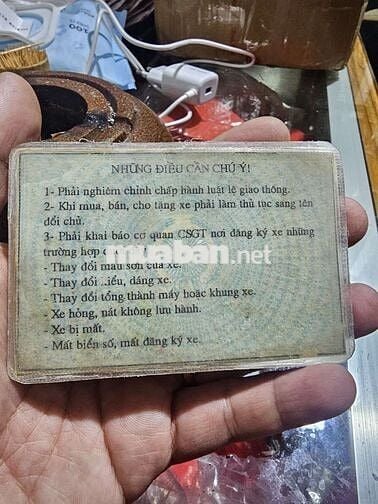 NHỮNG ĐIỀU CẦN CHÚ Ý!
1- Phải nghiêm chỉnh chấp hành luật lệ giao thông.
2- Khi mua, bán, cho tặng xe phải làm thủ tục sang tên
đổi chủ.
3- Phải khai báo cơ quan CSGT nơi đăng ký xe những
trường hợp
muaban.net
- Thay đổi màu sơn của xe.
- Thay đổi ..iểu, dáng xe.
- Thay đổi tổng thành máy hoặc khung xe.
- Xe hỏng, nát không lưu hành.
- Xe bị mất.
- Mất biển số, mất đăng ký xe.
100